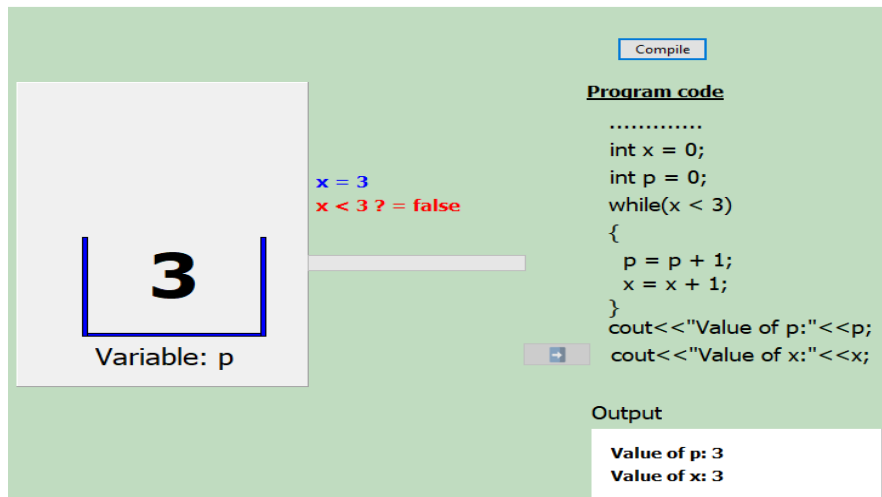 Compile
Program code
.............
int x = 0;
int p = 0;
while(x < 3)
{
p = p + 1;
x = x + 1;
}
cout<<"Value of p:"<<p;
cout<<"Value of x:"<<x;
x = 3
x < 3 ? = false
3
Variable: p
Output
Value of p: 3
Value of x: 3